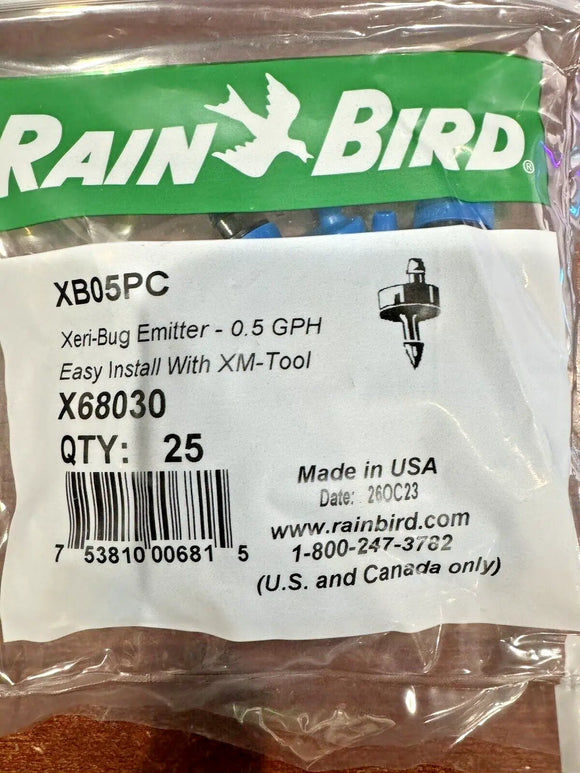 RAIN BIRD®
XB05PC
Xeri-Bug Emitter - 0.5 GPH
Easy Install With XM-Tool
X68030
QTY: 25
7 53810 00681 5
Made in USA
Date: 26OC23
www.rainbird.com
1-800-247-3782
(U.S. and Canada only)